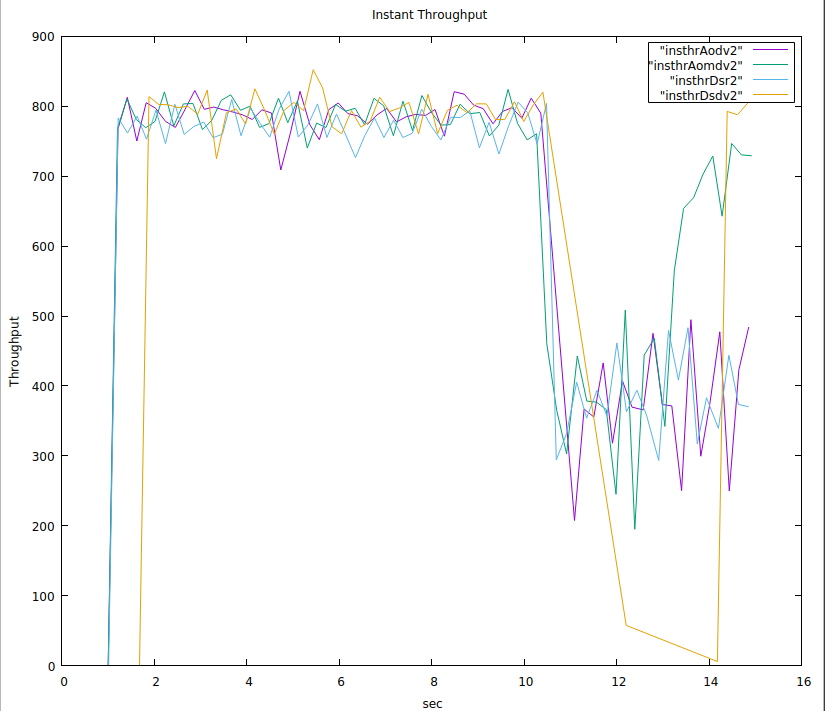 Instant Throughput
900
800
700
600
500
400
300
200
100
0
Throughput
"insthrAodv2"
"insthrAomdv2"
"insthrDsr2"
"insthrDsdv2"
0 2 4 6 8 10 12 14 16
sec